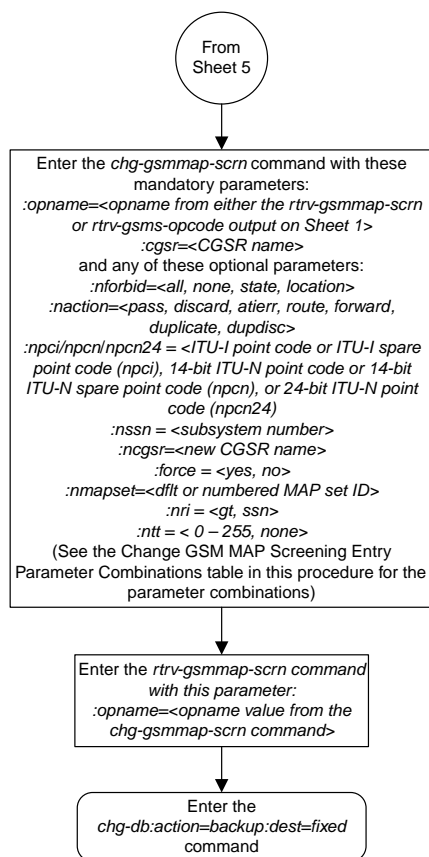 From
Sheet 5
Enter the chg-gsmmap-scrn command with these
mandatory parameters:
:opname=<opname from either the rtrv-gsmmap-scrn
or rtrv-gsms-opcode output on Sheet 1>
:cgsr=<CGSR name>
and any of these optional parameters:
:nforbid=<all, none, state, location>
:naction=<pass, discard, atierr, route, forward,
duplicate, dupdisc>
:npci/npcn/npcn24 = <ITU-I point code or ITU-I spare
point code (npci), 14-bit ITU-N point code or 14-bit
ITU-N spare point code (npcn), or 24-bit ITU-N point
code (npcn24)
:nssn = <subsystem number>
:ncgsr=<new CGSR name>
:force = <yes, no>
:nmapset=<dflt or numbered MAP set ID>
:nri = <gt, ssn>
:ntt = < 0 – 255, none>
(See the Change GSM MAP Screening Entry
Parameter Combinations table in this procedure for the
parameter combinations)
Enter the rtrv-gsmmap-scrn command
with this parameter:
:opname=<opname value from the
chg-gsmmap-scrn command>
Enter the
chg-db:action=backup:dest=fixed
command